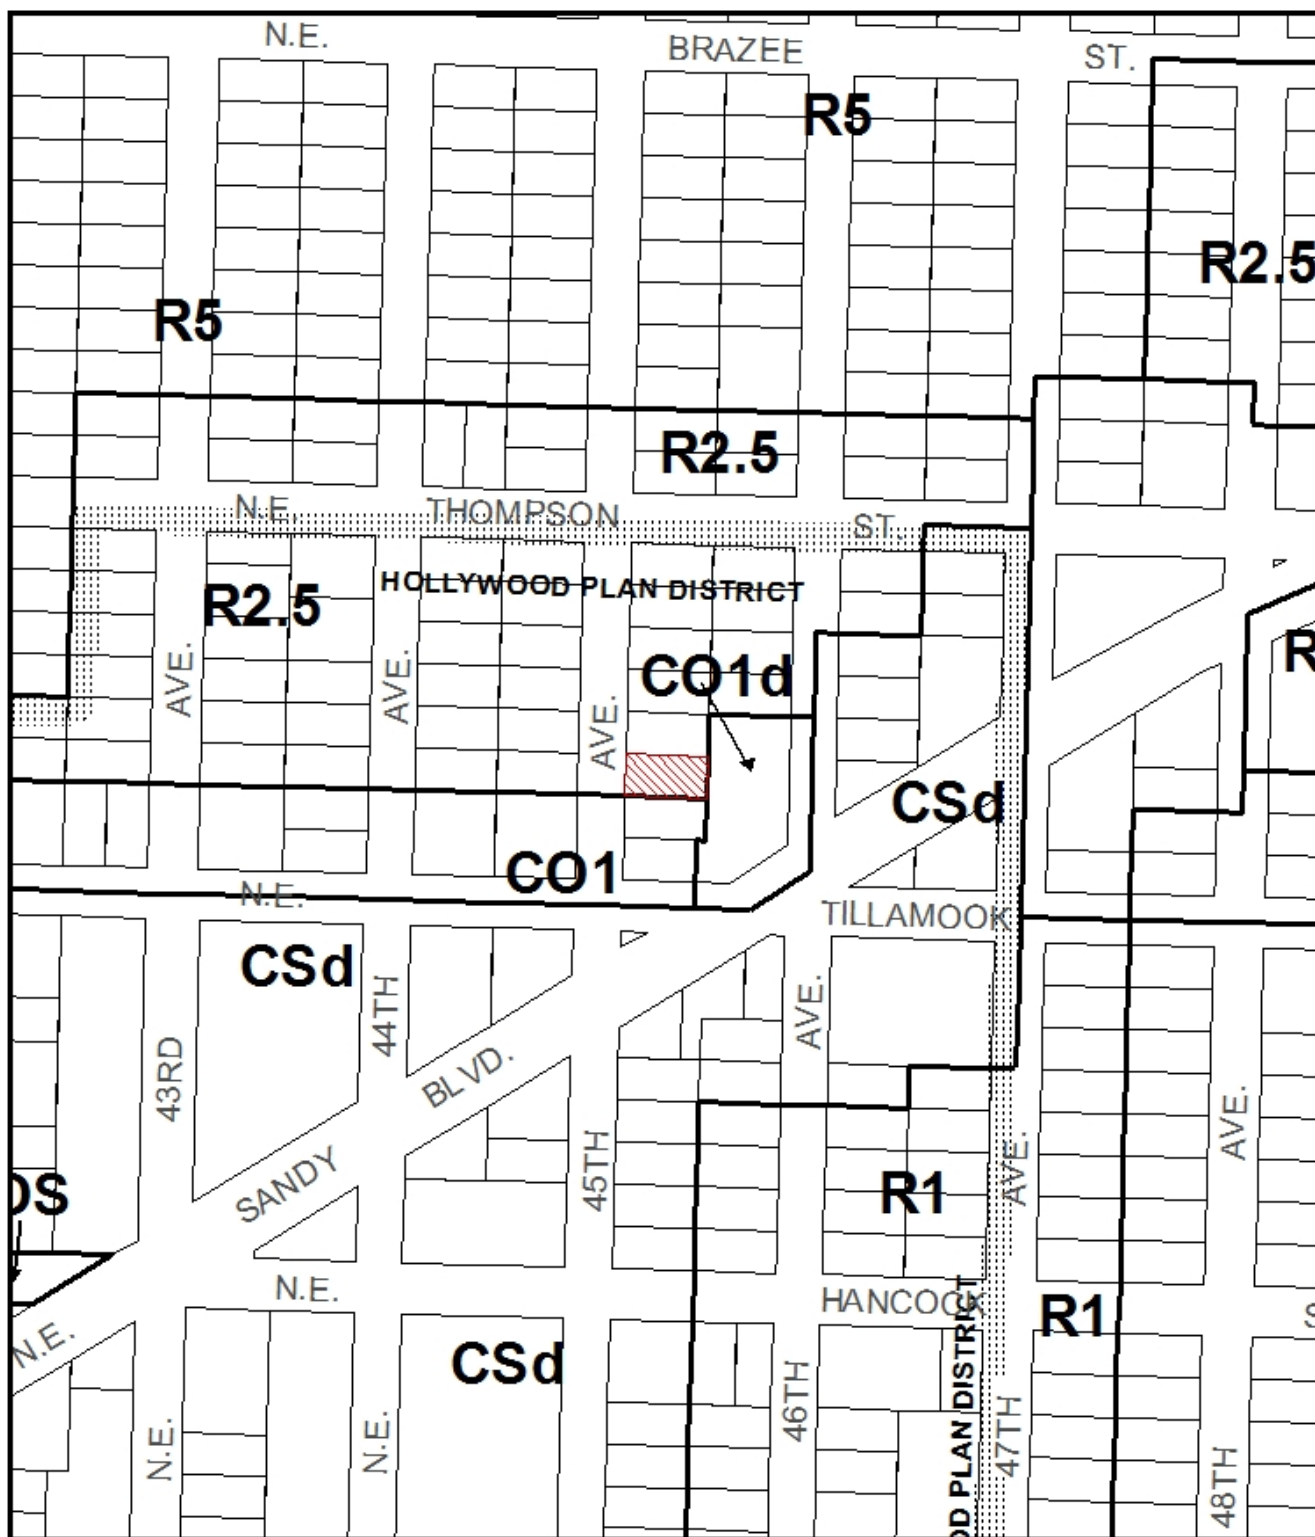 N.E. BRAZEE ST.
R5
R2.5
R5
R2.5
N.E. THOMPSON ST.
HOLLYWOOD PLAN DISTRICT
R2.5
AVE.
AVE.
AVE.
CO1d
R
CSd
CO1
N.E. TILLAMOOK
CSd
44TH
AVE.
43RD
BLVD.
SANDY
45TH
AVE.
AVE.
OS
R1
N.E. HANCOCK S
R1
N.E.
CSd
N.E.
N.E.
46TH
OD PLAN DISTRICT
47TH
48TH